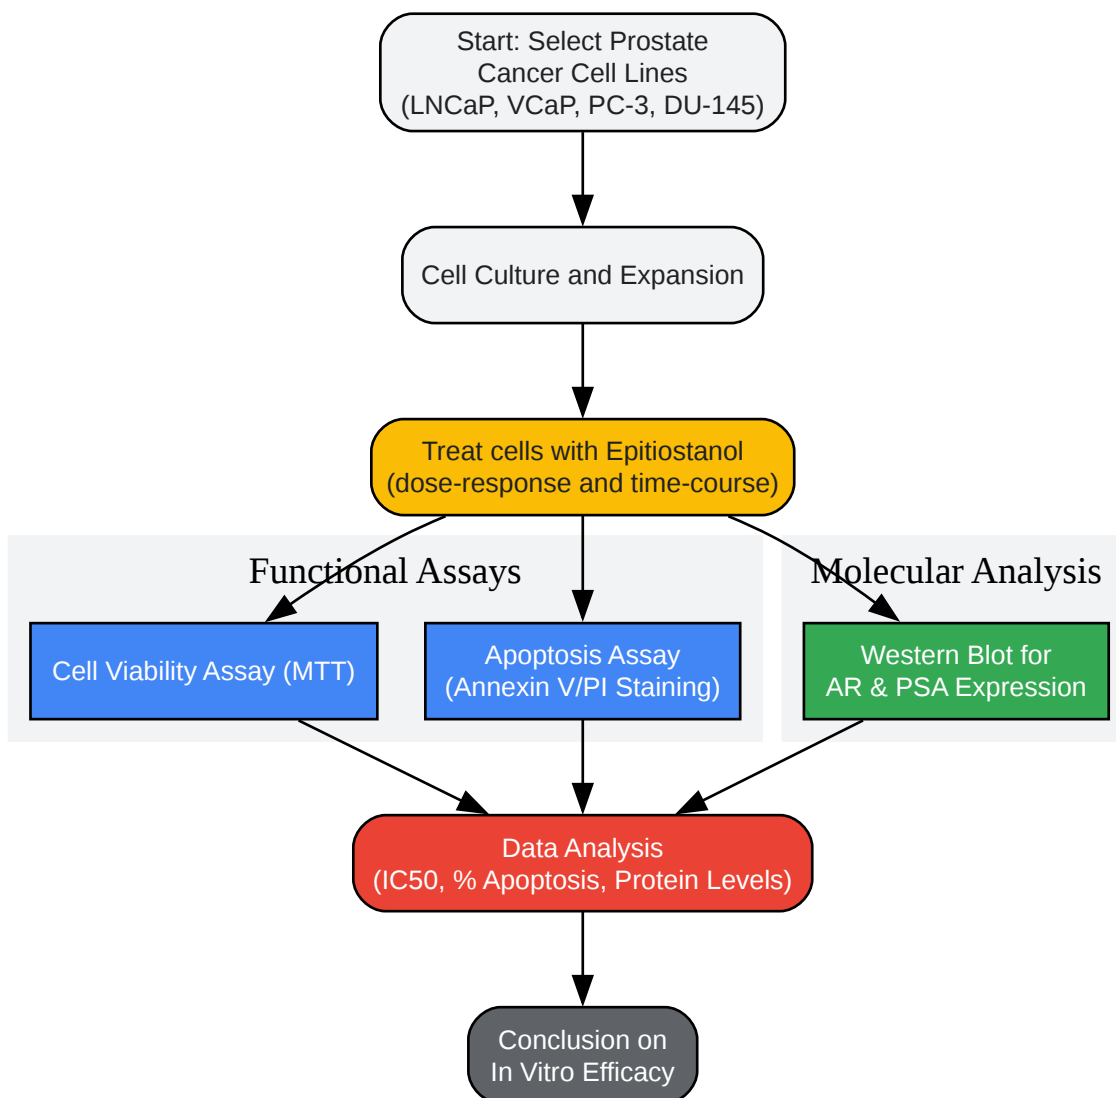 Start: Select Prostate
Cancer Cell Lines
(LNCaP, VCaP, PC-3, DU-145)
Cell Culture and Expansion
Treat cells with Epitiostanol
(dose-response and time-course)
Functional Assays
Molecular Analysis
Cell Viability Assay (MTT)
Apoptosis Assay
(Annexin V/PI Staining)
Western Blot for
AR & PSA Expression
Data Analysis
(IC50, % Apoptosis, Protein Levels)
Conclusion on
In Vitro Efficacy